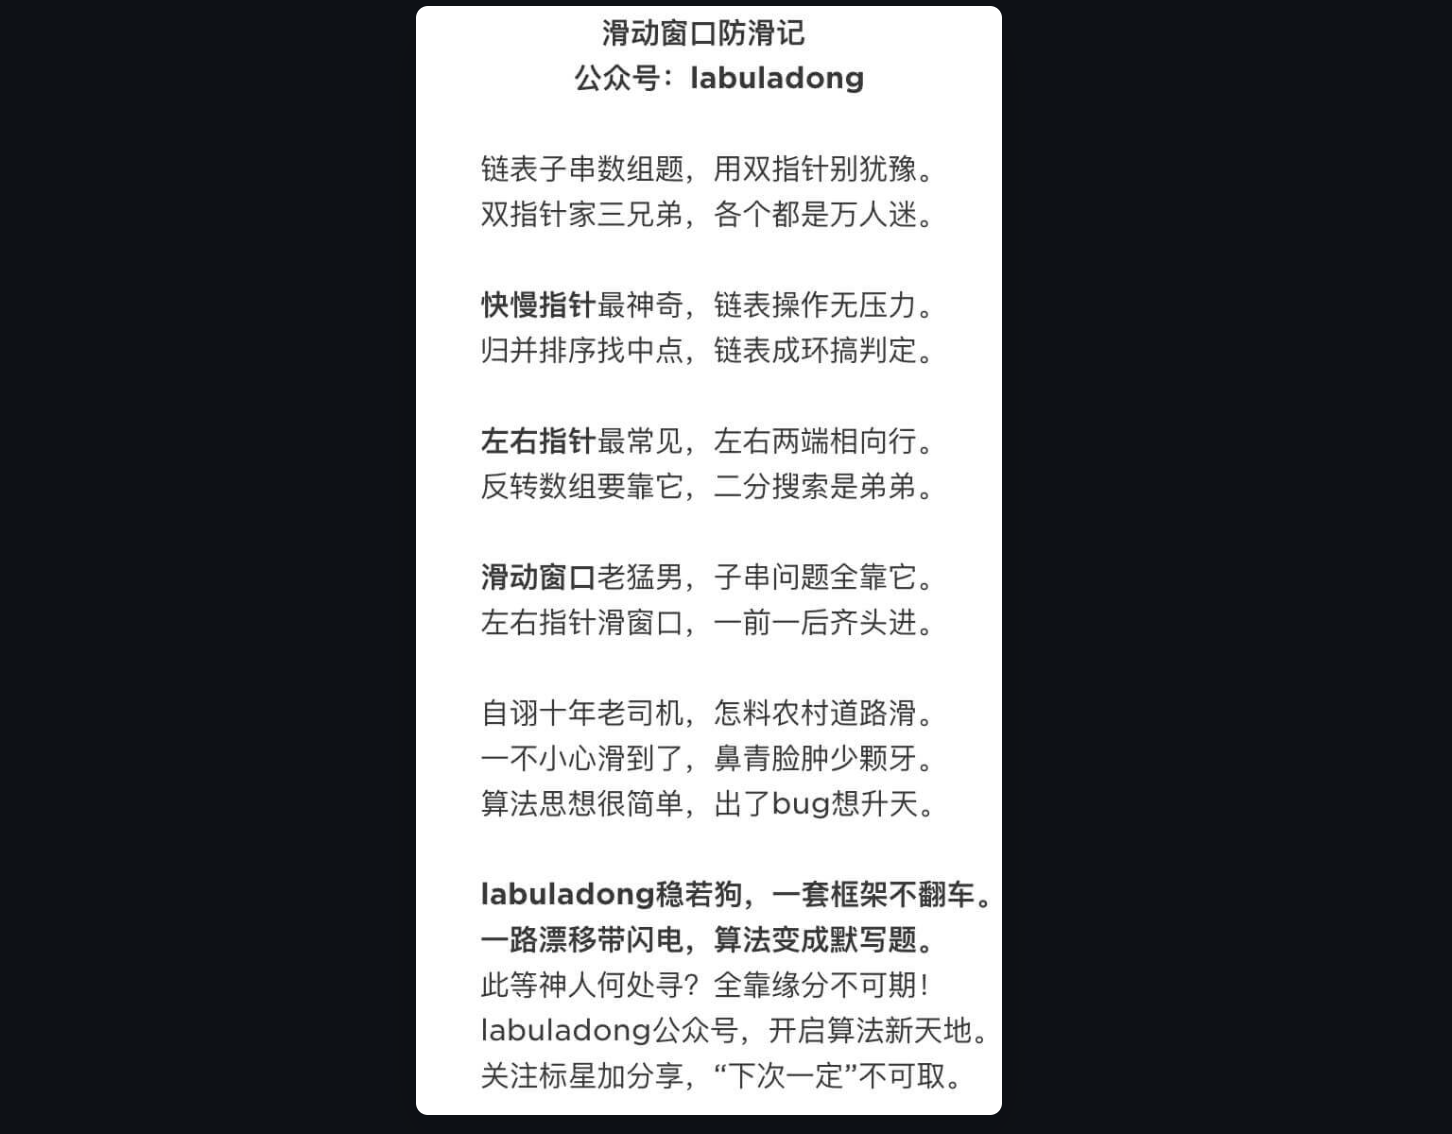 滑动窗口防滑记
公众号：labuladong
链表子串数组题，用双指针别犹豫。
双指针家三兄弟，各个都是万人迷。
快慢指针最神奇，链表操作无压力。
归并排序找中点，链表成环搞判定。
左右指针最常见，左右两端相向行。
反转数组要靠它，二分搜索是弟弟。
滑动窗口老猛男，子串问题全靠它。
左右指针滑窗口，一前一后齐头进。
自诩十年老司机，怎料农村道路滑。
一不小心滑到了，鼻青脸肿少颗牙。
算法思想很简单，出了bug想升天。
labuladong稳若狗，一套框架不翻车。
一路漂移带闪电，算法变成默写题。
此等神人何处寻？全靠缘分不可期！
labuladong公众号，开启算法新天地。
关注标星加分享，“下次一定”不可取。